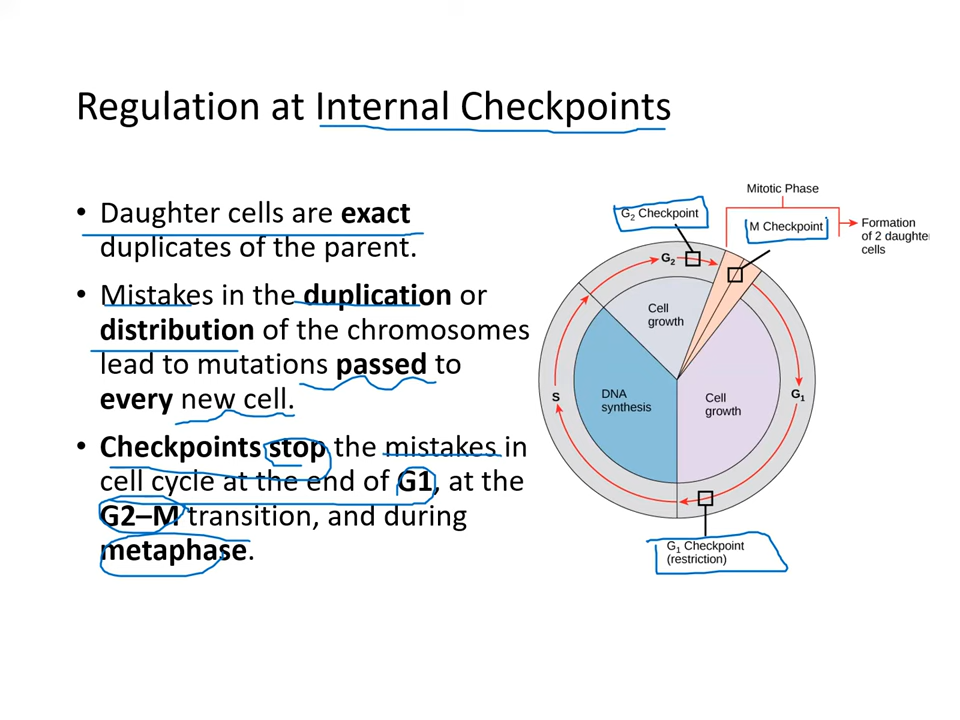 Regulation at Internal Checkpoints
• Daughter cells are exact
duplicates of the parent.
• Mistakes in the duplication or
distribution of the chromosomes
lead to mutations passed to
every new cell.
• Checkpoints stop the mistakes in
cell cycle at the end of G1, at the
G2–M transition, and during
metaphase.
Mitotic Phase
G₂ Checkpoint
M Checkpoint
Formation
of 2 daughter
cells
G₂
Cell
growth
S
DNA
synthesis
Cell
growth
G₁
G₁ Checkpoint
(restriction)